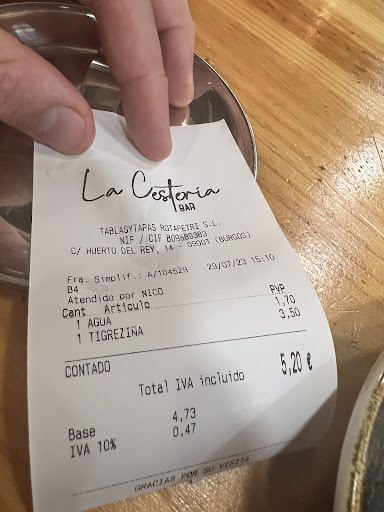 La Cestería
BAR
TABLASYTAPAS ROTAPETRI S.L.
NIF / CIF B09589383
C/ HUERTO DEL REY, 14 - 09001 (BURGOS)
Fra. Simplif.: A/104529 29/07/23 15:10
B4
Atendido por NICO
Cant Artículo PVP
1 AGUA 1,70
1 TIGREZIÑA 3,50
CONTADO 5,20 €
Total IVA incluido
Base 4,73
IVA 10% 0,47
GRACIAS POR SU VISITA